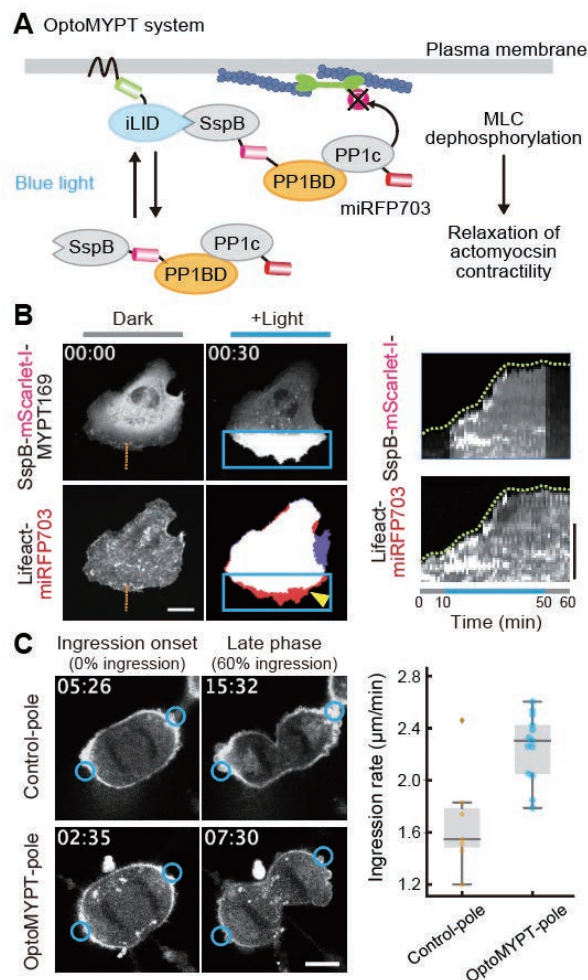 A OptoMYPT system
Plasma membrane
iLID
SspB
PP1BD
PP1c
miRFP703
MLC
dephosphorylation
Blue light
SspB
PP1BD
PP1c
Relaxation of
actomyocsin
contractility
B
Dark
+Light
SspB-mScarlet-I-
MYPT169
00:00
00:30
SspB-mScarlet-I-
Lifeact-
miRFP703
Lifeact-
miRFP703
0 10 50 60
Time (min)
C
Ingression onset
(0% ingression)
Late phase
(60% ingression)
Control-pole
05:26
15:32
OptoMYPT-pole
02:35
07:30
Ingression rate (µm/min)
2.8
2.4
2.0
1.6
1.2
Control-pole
OptoMYPT-pole